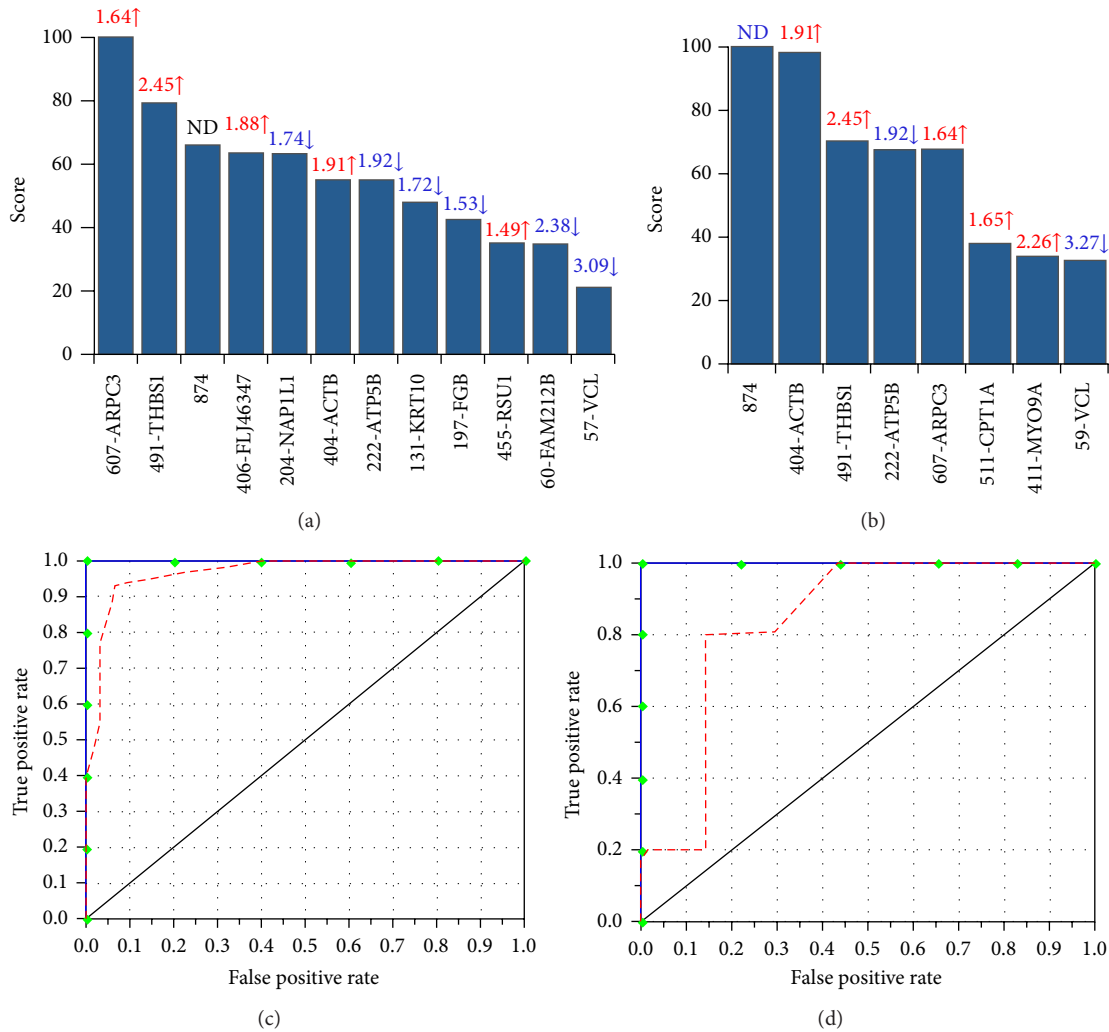 1.64↑
2.45↑
ND
1.88↑
1.74↓
1.91↑
1.92↓
1.72↓
1.53↓
1.49↑
2.38↓
3.09↓
100
80
60
40
20
0
Score
607-ARPC3
491-THBS1
874
406-FLJ46347
204-NAP1L1
404-ACTB
222-ATP5B
131-KRT10
197-FGB
455-RSU1
60-FAM212B
57-VCL
(a)
ND
1.91↑
2.45↑
1.92↓
1.64↑
1.65↑
2.26↑
3.27↓
100
80
60
40
20
0
Score
874
404-ACTB
491-THBS1
222-ATP5B
607-ARPC3
511-CPT1A
411-MYO9A
59-VCL
(b)
1.0
0.9
0.8
0.7
0.6
0.5
0.4
0.3
0.2
0.1
0.0
True positive rate
0.0 0.1 0.2 0.3 0.4 0.5 0.6 0.7 0.8 0.9 1.0
False positive rate
(c)
1.0
0.8
0.6
0.4
0.2
0.0
True positive rate
0.0 0.1 0.2 0.3 0.4 0.5 0.6 0.7 0.8 0.9 1.0
False positive rate
(d)